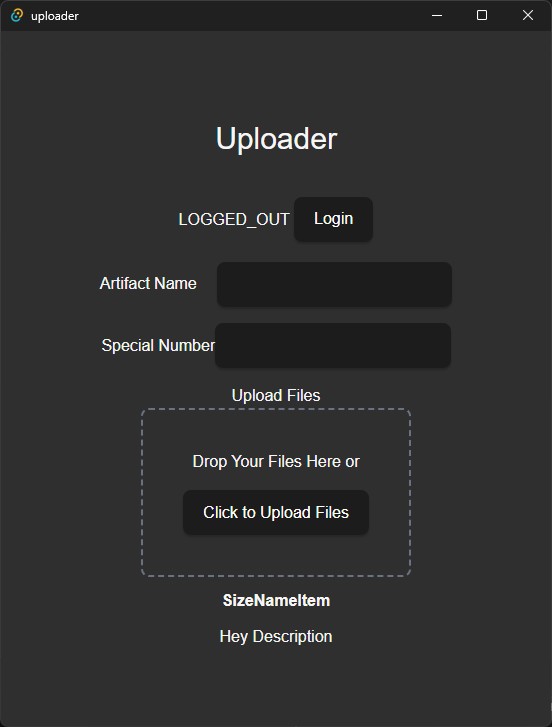 uploader
Uploader
LOGGED_OUT Login
Artifact Name
Special Number
Upload Files
Drop Your Files Here or
Click to Upload Files
SizeNameItem
Hey Description